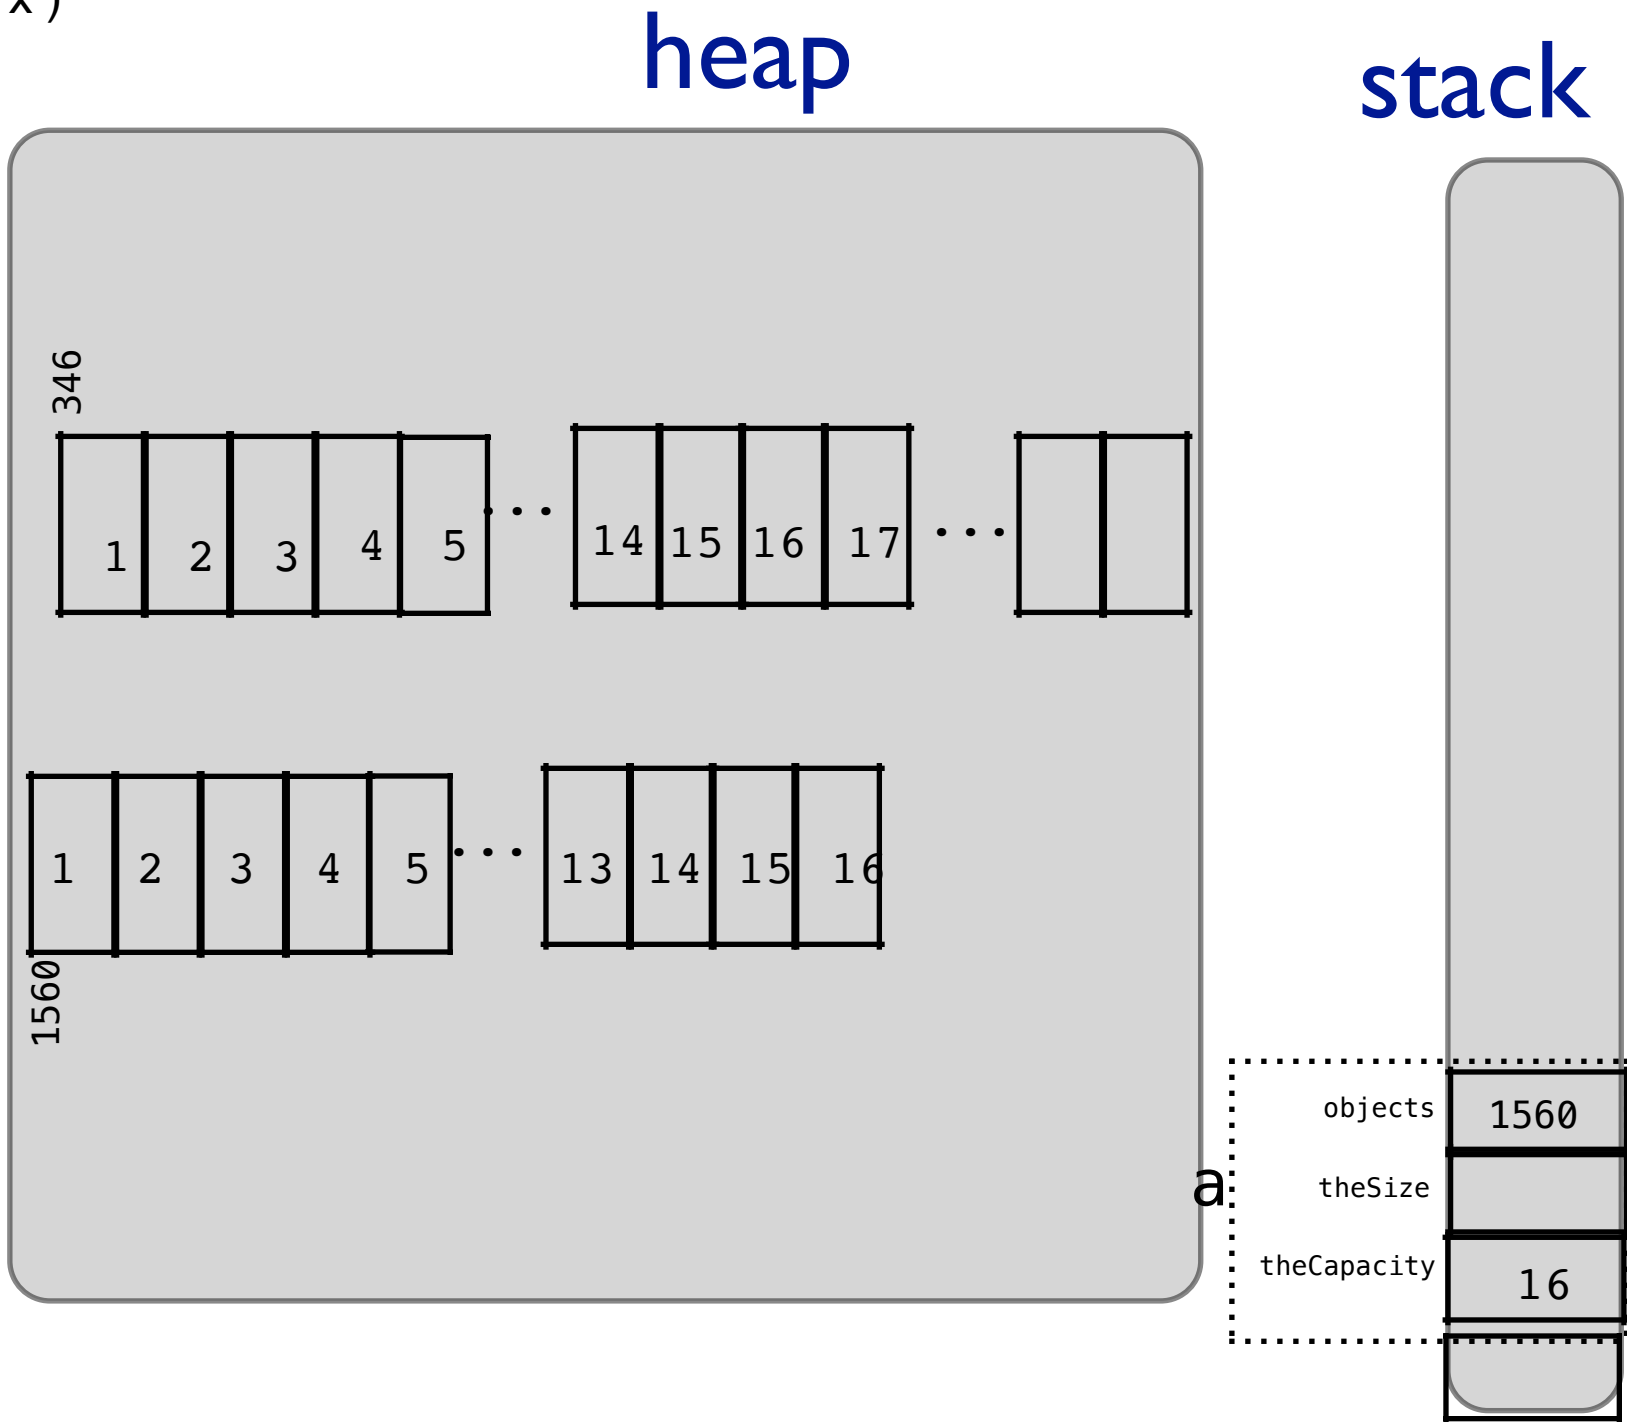 x)
heap
stack
346
1 2 3 4 5 ... 14 15 16 17 ...
1 2 3 4 5 ... 13 14 15 16
1560
objects 1560
a
theSize
theCapacity 16